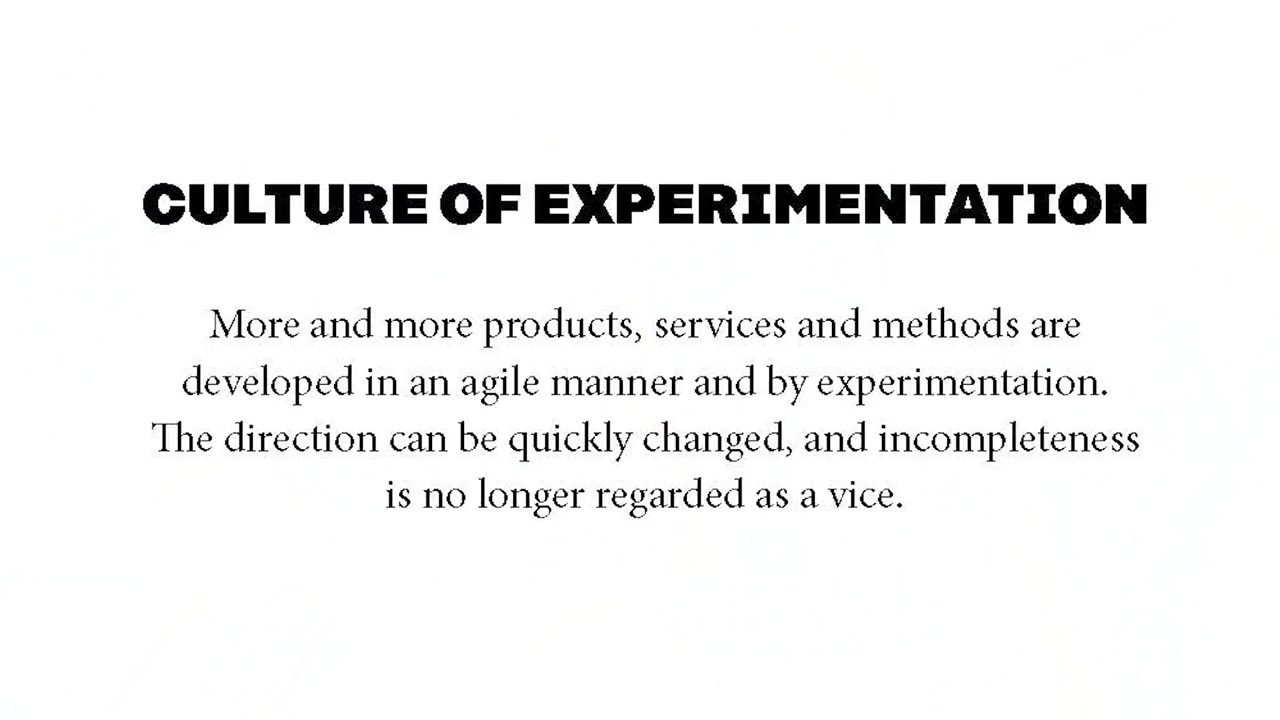 CULTURE OF EXPERIMENTATION
More and more products, services and methods are
developed in an agile manner and by experimentation.
The direction can be quickly changed, and incompleteness
is no longer regarded as a vice.